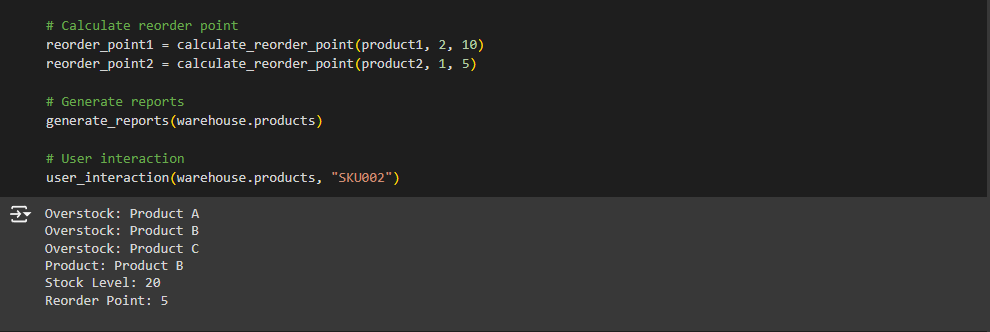 # Calculate reorder point
reorder_point1 = calculate_reorder_point(product1, 2, 10)
reorder_point2 = calculate_reorder_point(product2, 1, 5)
# Generate reports
generate_reports(warehouse.products)
# User interaction
user_interaction(warehouse.products, "SKU002")
Overstock: Product A
Overstock: Product B
Overstock: Product C
Product: Product B
Stock Level: 20
Reorder Point: 5